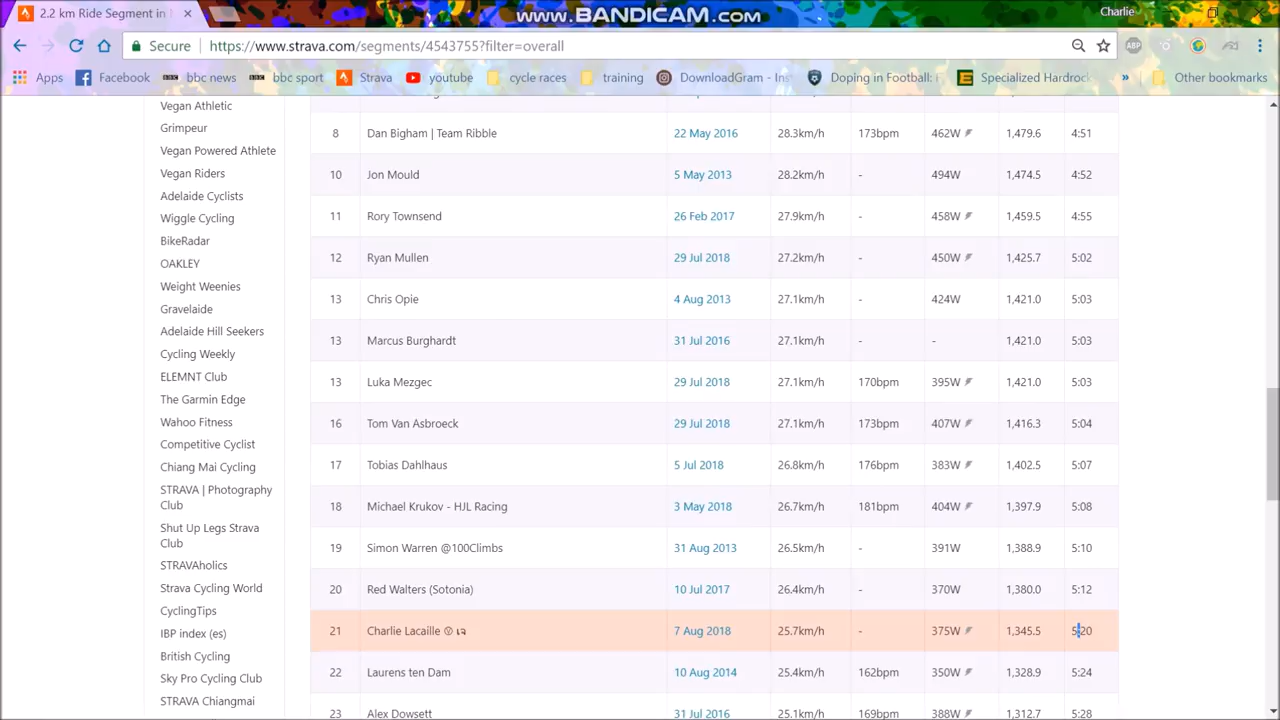 2.2 km Ride Segment in
www.BANDICAM.com
Charlie
Secure https://www.strava.com/segments/4543755?filter=overall
ABP
Apps Facebook bbc news bbc sport Strava youtube cycle races training DownloadGram - Ins Doping in Football: F Specialized Hardrock » Other bookmarks
Vegan Athletic
Grimpeur
Vegan Powered Athlete
Vegan Riders
Adelaide Cyclists
Wiggle Cycling
BikeRadar
OAKLEY
Weight Weenies
Gravelaide
Adelaide Hill Seekers
Cycling Weekly
ELEMNT Club
The Garmin Edge
Wahoo Fitness
Competitive Cyclist
Chiang Mai Cycling
STRAVA | Photography
Club
Shut Up Legs Strava
Club
STRAVAholics
Strava Cycling World
CyclingTips
IBP index (es)
British Cycling
Sky Pro Cycling Club
STRAVA Chiangmai
8 Dan Bigham | Team Ribble 22 May 2016 28.3km/h 173bpm 462W 1,479.6 4:51
10 Jon Mould 5 May 2013 28.2km/h - 494W 1,474.5 4:52
11 Rory Townsend 26 Feb 2017 27.9km/h - 458W 1,459.5 4:55
12 Ryan Mullen 29 Jul 2018 27.2km/h - 450W 1,425.7 5:02
13 Chris Opie 4 Aug 2013 27.1km/h - 424W 1,421.0 5:03
13 Marcus Burghardt 31 Jul 2016 27.1km/h - - 1,421.0 5:03
13 Luka Mezgec 29 Jul 2018 27.1km/h 170bpm 395W 1,421.0 5:03
16 Tom Van Asbroeck 29 Jul 2018 27.1km/h 173bpm 407W 1,416.3 5:04
17 Tobias Dahlhaus 5 Jul 2018 26.8km/h 176bpm 383W 1,402.5 5:07
18 Michael Krukov - HJL Racing 3 May 2018 26.7km/h 181bpm 404W 1,397.9 5:08
19 Simon Warren @100Climbs 31 Aug 2013 26.5km/h - 391W 1,388.9 5:10
20 Red Walters (Sotonia) 10 Jul 2017 26.4km/h - 370W 1,380.0 5:12
21 Charlie Lacaille Ⓥ เจ 7 Aug 2018 25.7km/h - 375W 1,345.5 5:20
22 Laurens ten Dam 10 Aug 2014 25.4km/h 162bpm 350W 1,328.9 5:24
23 Alex Dowsett 31 Jul 2016 25.1km/h 169bpm 388W 1,312.7 5:28